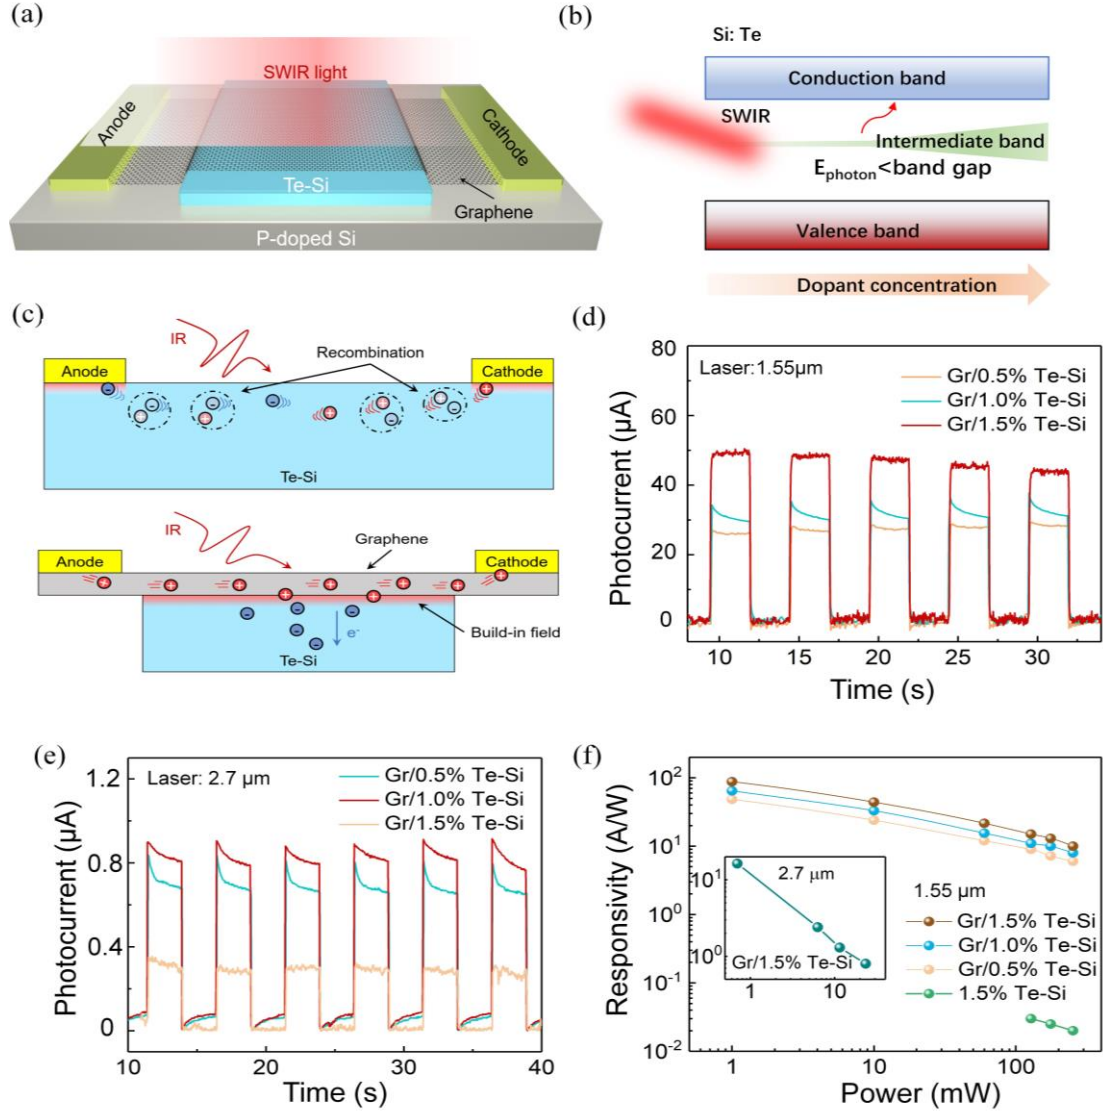 (a)
SWIR light
Anode
Cathode
Te-Si
Graphene
P-doped Si
(b)
Si: Te
Conduction band
SWIR
Intermediate band
E_photon<band gap
Valence band
Dopant concentration
(c)
IR
Recombination
Anode
Cathode
Te-Si
IR
Graphene
Anode
Cathode
Build-in field
e⁻
Te-Si
(d)
Laser:1.55μm
Gr/0.5% Te-Si
Gr/1.0% Te-Si
Gr/1.5% Te-Si
Photocurrent (μA)
80
60
40
20
0
10 15 20 25 30
Time (s)
(e)
Laser: 2.7 μm
Gr/0.5% Te-Si
Gr/1.0% Te-Si
Gr/1.5% Te-Si
Photocurrent (μA)
1.2
0.8
0.4
0
10 20 30 40
Time (s)
(f)
Responsivity (A/W)
10²
10¹
10⁰
10⁻¹
10⁻²
2.7 μm
10¹
10⁰
Gr/1.5% Te-Si
1 10
1.55 μm
Gr/1.5% Te-Si
Gr/1.0% Te-Si
Gr/0.5% Te-Si
1.5% Te-Si
1 10 100
Power (mW)